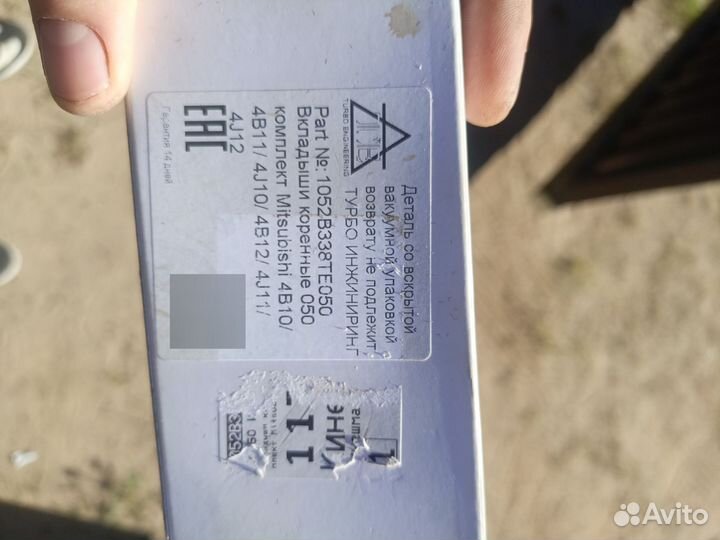 TURBO ENGINEERING
Деталь со вскрытой
вакуумной упаковкой
возврату не подлежит
ТУРБО ИНЖИНИРИНГ
Part №: 1052B338TE050
Вкладыши коренные 050
комплект Mitsubishi 4B10/
4B11/ 4J10/ 4B12/ 4J11/
4J12
EAC
Гарантия 14 дней
Avito